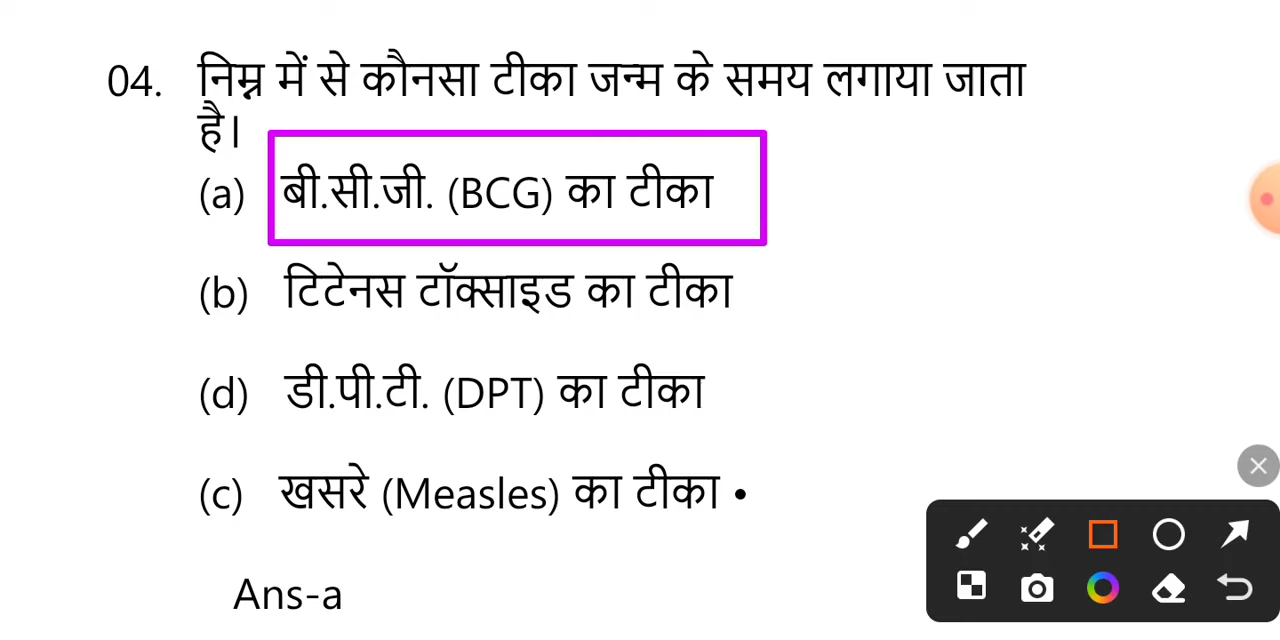 04. निम्न में से कौनसा टीका जन्म के समय लगाया जाता
है।
(a) बी.सी.जी. (BCG) का टीका
(b) टिटेनस टॉक्साइड का टीका
(d) डी.पी.टी. (DPT) का टीका
(c) खसरे (Measles) का टीका •
Ans-a